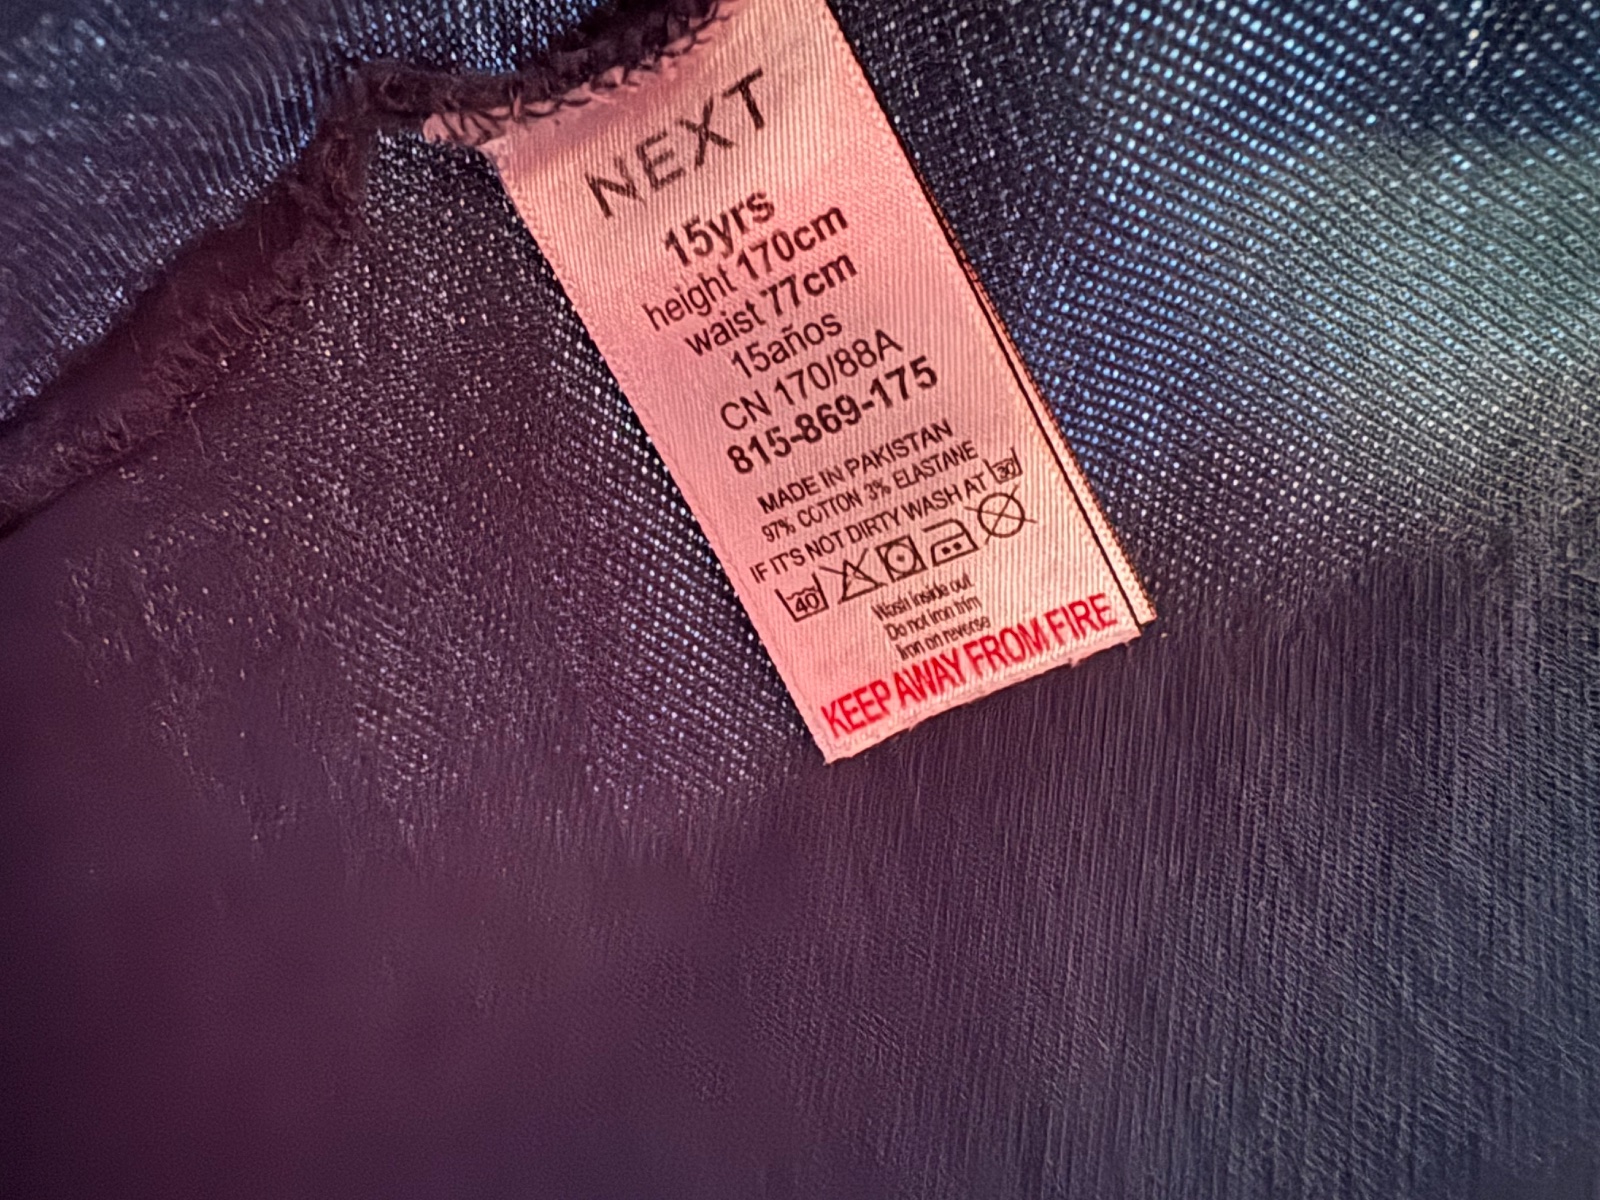 NEXT
15yrs
height 170cm
waist 77cm
15años
CN 170/88A
815-869-175
MADE IN PAKISTAN
97% COTTON 3% ELASTANE
IF IT'S NOT DIRTY WASH AT 30
40
Wash inside out
Do not iron trim
Iron on reverse
KEEP AWAY FROM FIRE